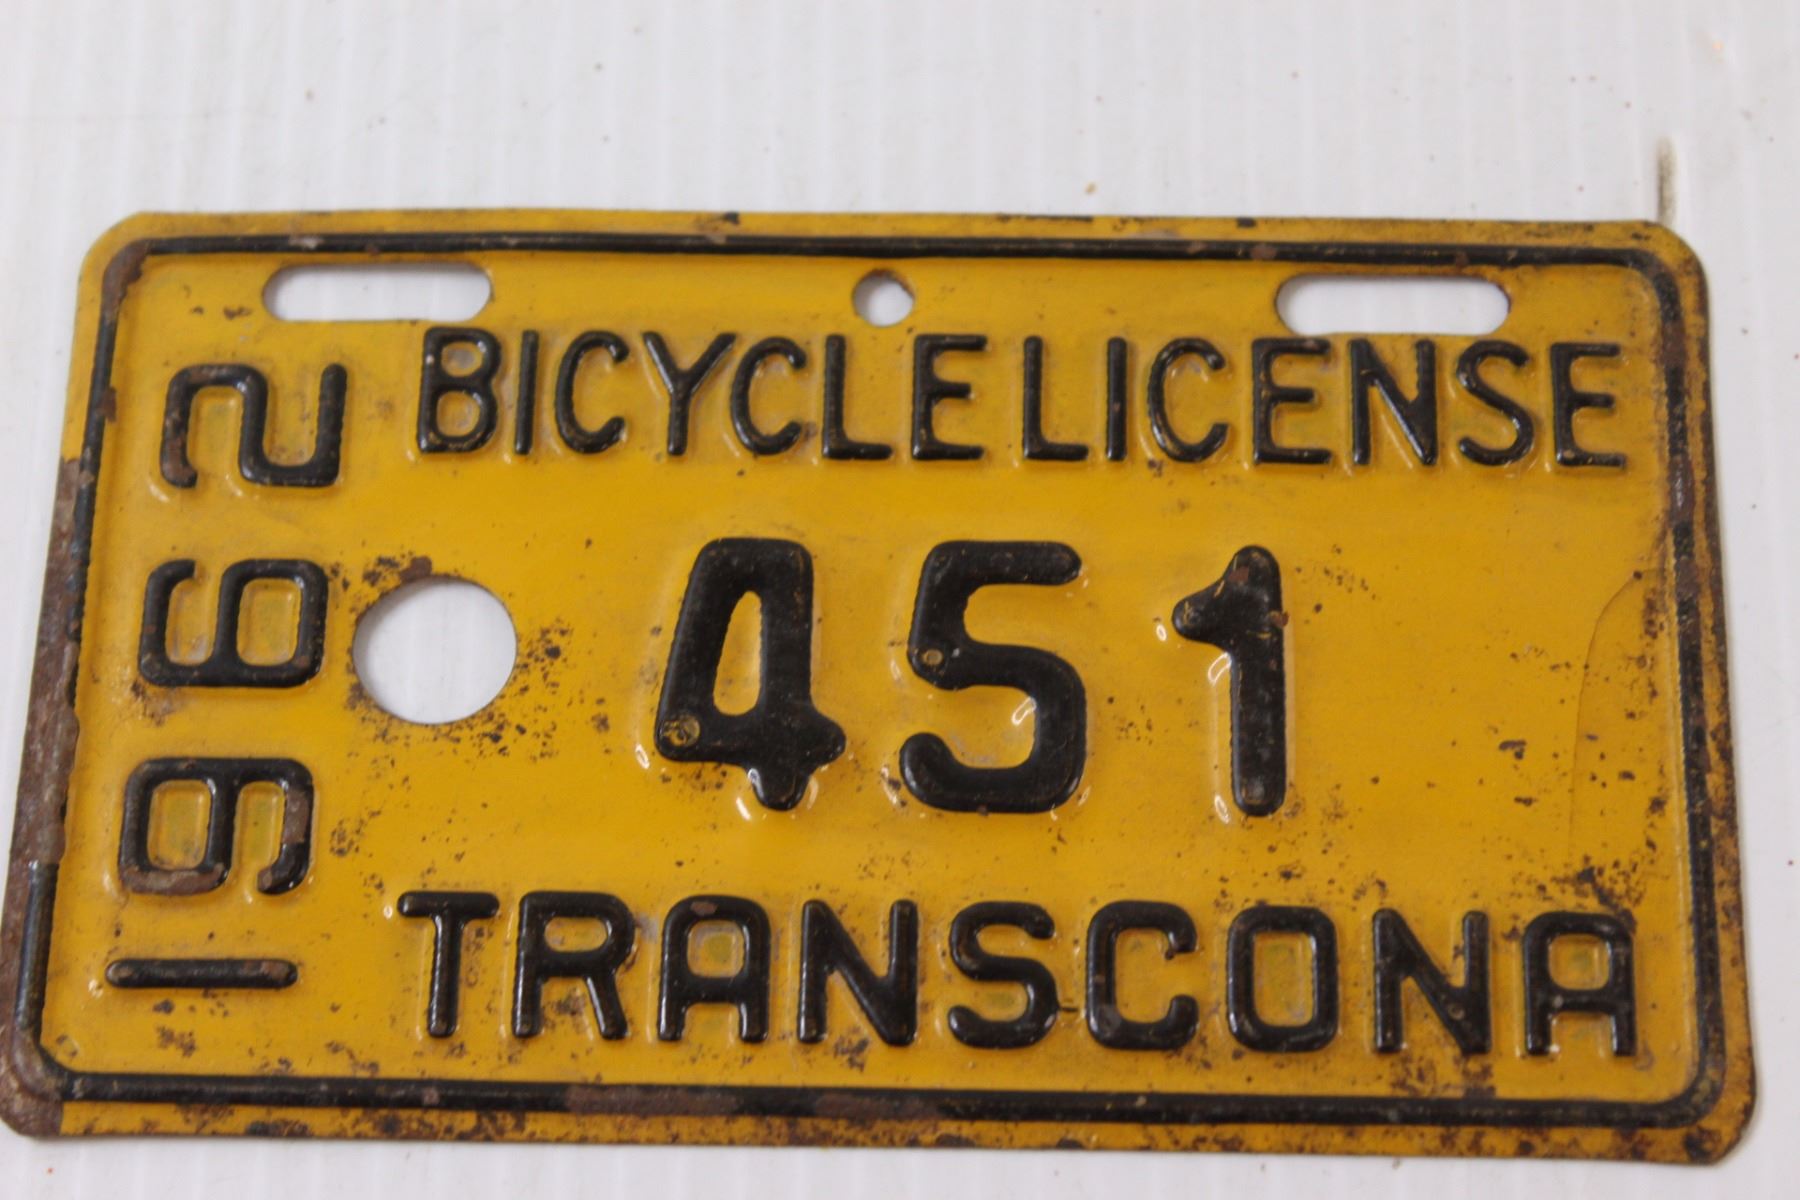 BICYCLE LICENSE
1962
451
TRANSCONA